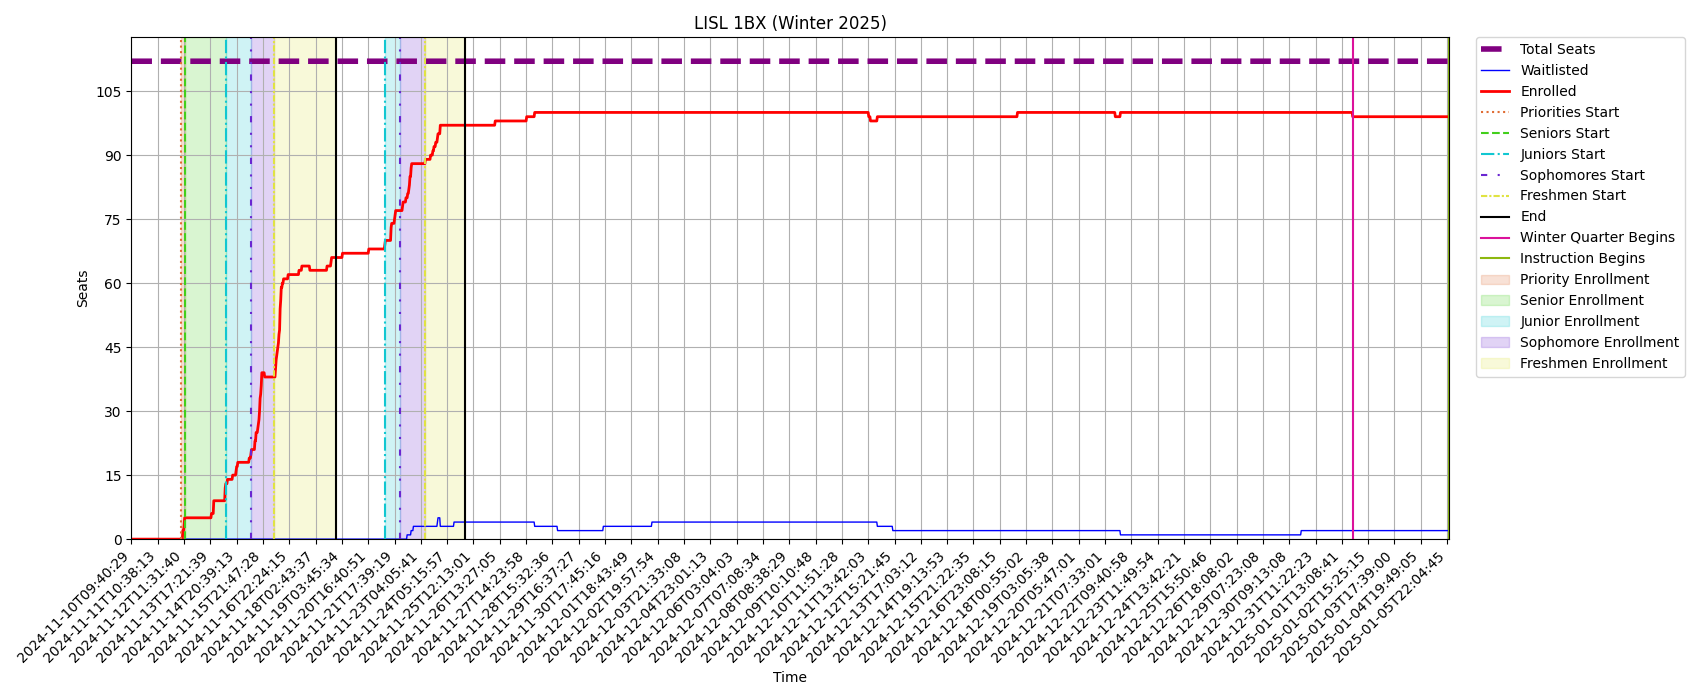 LISL 1BX (Winter 2025)
Seats
105
90
75
60
45
30
15
0
2024-11-10T09:40:29
2024-11-11T10:38:13
2024-11-12T11:31:40
2024-11-13T17:21:39
2024-11-14T20:39:13
2024-11-15T21:47:28
2024-11-16T22:24:15
2024-11-18T02:43:37
2024-11-19T03:45:34
2024-11-20T16:40:51
2024-11-21T17:39:19
2024-11-23T04:05:41
2024-11-24T05:15:57
2024-11-25T12:13:01
2024-11-26T13:27:05
2024-11-27T14:23:58
2024-11-28T15:32:36
2024-11-29T16:37:27
2024-11-30T17:45:16
2024-12-01T18:43:49
2024-12-02T19:57:54
2024-12-03T21:33:08
2024-12-04T23:01:13
2024-12-06T03:04:03
2024-12-07T07:08:34
2024-12-08T08:38:29
2024-12-09T10:10:48
2024-12-10T11:51:28
2024-12-11T13:42:03
2024-12-12T15:21:45
2024-12-13T17:03:12
2024-12-14T19:13:53
2024-12-15T21:22:35
2024-12-16T23:08:15
2024-12-18T00:55:02
2024-12-19T03:05:38
2024-12-20T05:47:01
2024-12-21T07:33:01
2024-12-22T09:40:58
2024-12-23T11:49:54
2024-12-24T13:42:21
2024-12-25T15:50:46
2024-12-26T18:08:02
2024-12-29T07:23:08
2024-12-30T09:13:08
2024-12-31T11:22:23
2025-01-01T13:08:41
2025-01-02T15:25:15
2025-01-03T17:39:00
2025-01-04T19:49:05
2025-01-05T22:04:45
Time
Total Seats
Waitlisted
Enrolled
Priorities Start
Seniors Start
Juniors Start
Sophomores Start
Freshmen Start
End
Winter Quarter Begins
Instruction Begins
Priority Enrollment
Senior Enrollment
Junior Enrollment
Sophomore Enrollment
Freshmen Enrollment